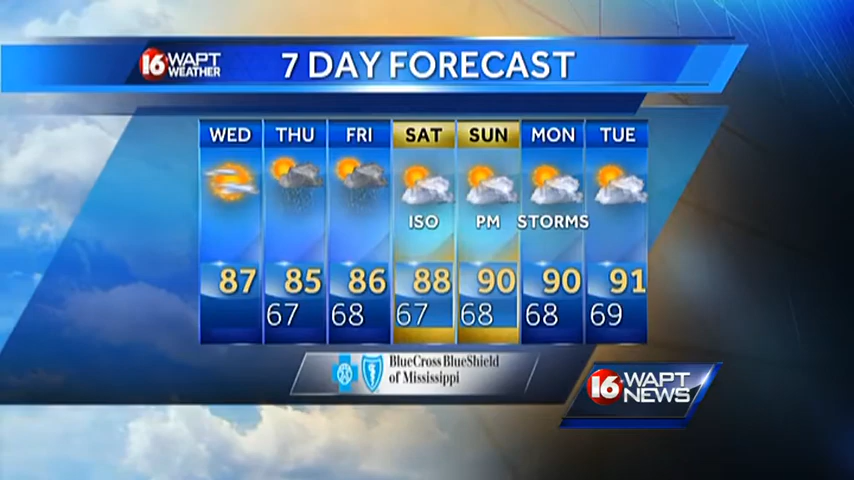 16 WAPT WEATHER
7 DAY FORECAST
WED THU FRI SAT SUN MON TUE
ISO PM STORMS
87 85 86 88 90 90 91
67 68 67 68 68 69
BlueCross BlueShield
of Mississippi
16 WAPT
NEWS